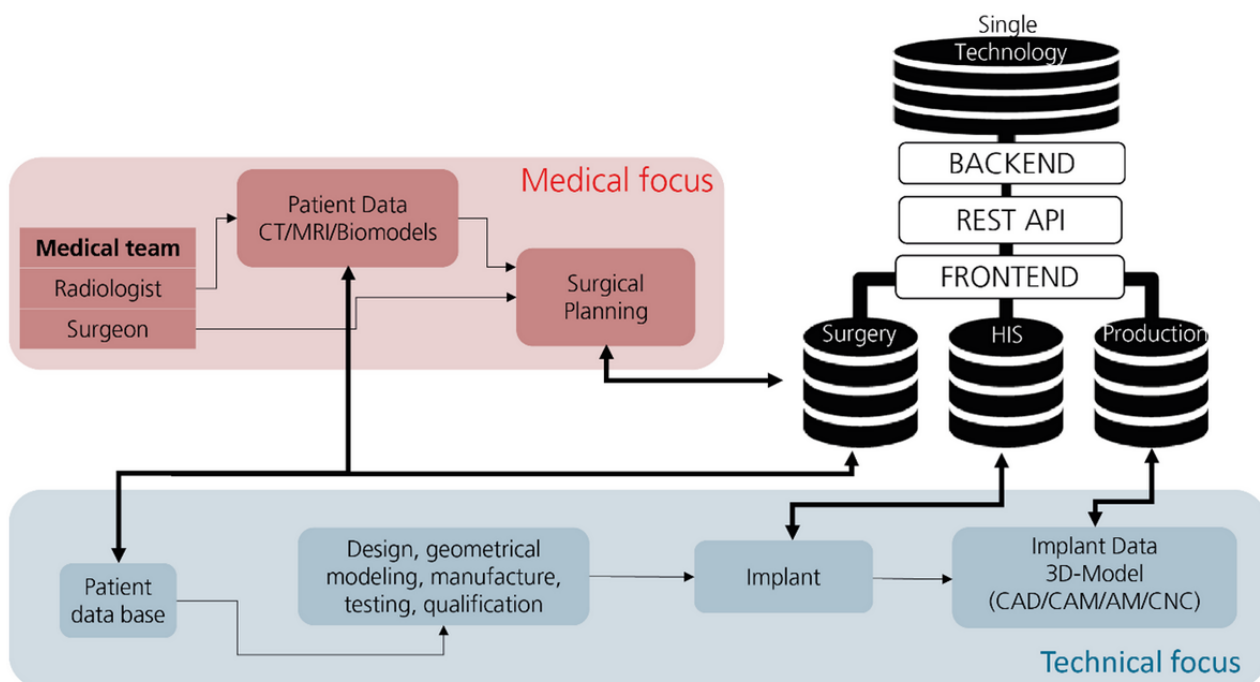 Single
Technology
BACKEND
REST API
FRONTEND
Surgery
HIS
Production
Medical focus
Patient Data
CT/MRI/Biomodels
Medical team
Radiologist
Surgeon
Surgical
Planning
Patient
data base
Design, geometrical
modeling, manufacture,
testing, qualification
Implant
Implant Data
3D-Model
(CAD/CAM/AM/CNC)
Technical focus